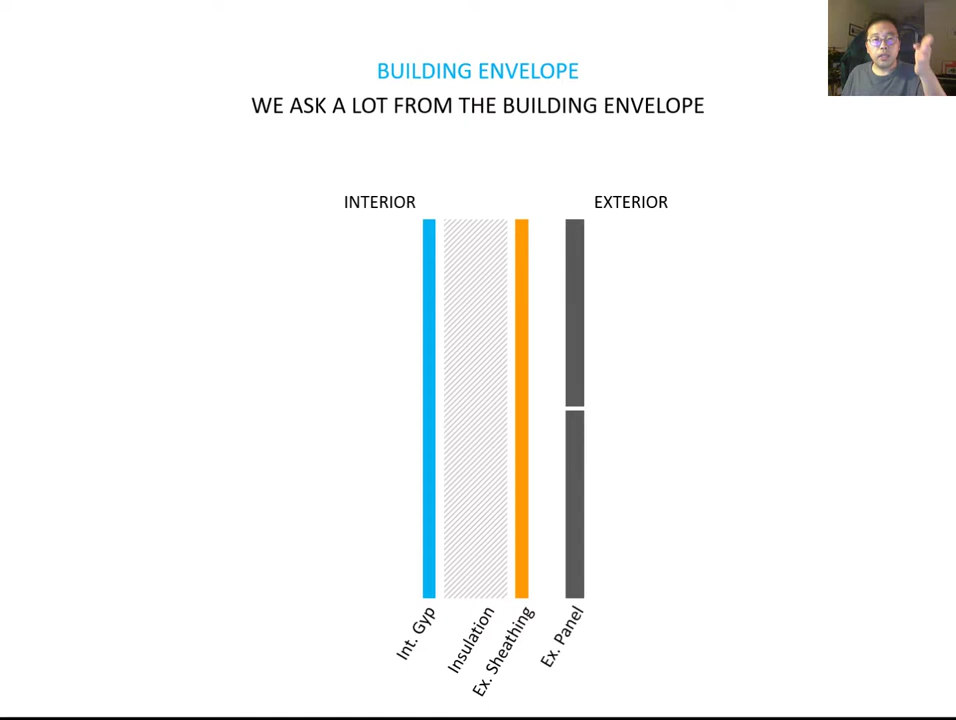 BUILDING ENVELOPE
WE ASK A LOT FROM THE BUILDING ENVELOPE
INTERIOR
EXTERIOR
Int. Gyp
Insulation
Ex. Sheathing
Ex. Panel